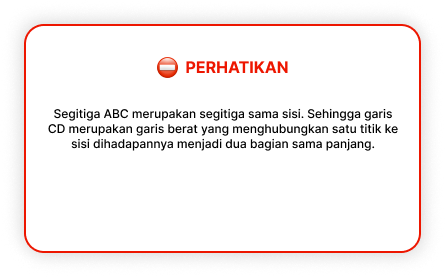 PERHATIKAN
Segitiga ABC merupakan segitiga sama sisi. Sehingga garis
CD merupakan garis berat yang menghubungkan satu titik ke
sisi dihadapannya menjadi dua bagian sama panjang.